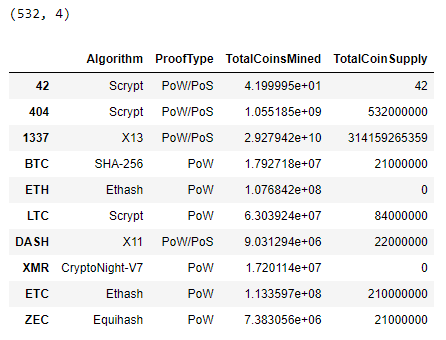 (532, 4)
Algorithm ProofType TotalCoinsMined TotalCoinSupply
42 Scrypt PoW/PoS 4.199995e+01 42
404 Scrypt PoW/PoS 1.055185e+09 532000000
1337 X13 PoW/PoS 2.927942e+10 314159265359
BTC SHA-256 PoW 1.792718e+07 21000000
ETH Ethash PoW 1.076842e+08 0
LTC Scrypt PoW 6.303924e+07 84000000
DASH X11 PoW/PoS 9.031294e+06 22000000
XMR CryptoNight-V7 PoW 1.720114e+07 0
ETC Ethash PoW 1.133597e+08 210000000
ZEC Equihash PoW 7.383056e+06 21000000